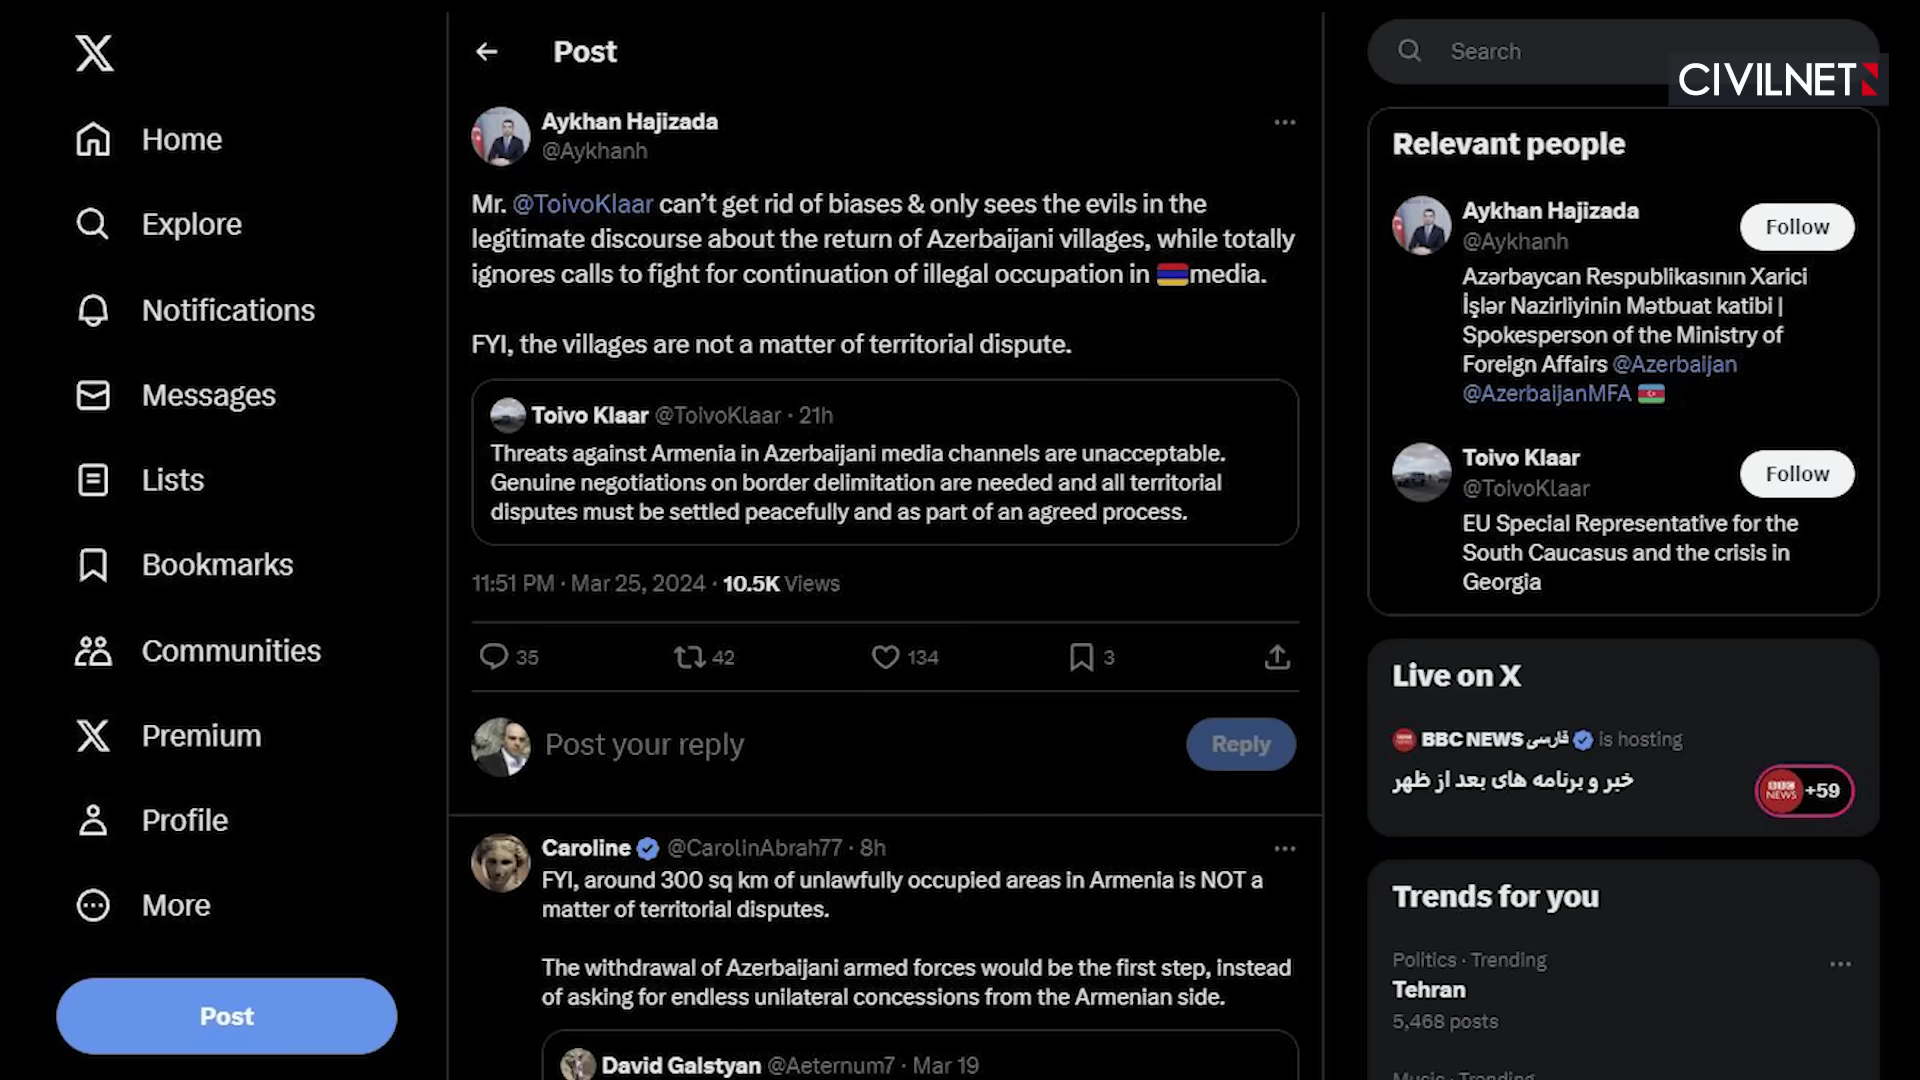 Home
Explore
Notifications
Messages
Lists
Bookmarks
Communities
Premium
Profile
More
Post
Post
Aykhan Hajizada
@Aykhanh
Mr. @ToivoKlaar can’t get rid of biases & only sees the evils in the
legitimate discourse about the return of Azerbaijani villages, while totally
ignores calls to fight for continuation of illegal occupation in 🇦🇲media.
FYI, the villages are not a matter of territorial dispute.
Toivo Klaar @ToivoKlaar · 21h
Threats against Armenia in Azerbaijani media channels are unacceptable.
Genuine negotiations on border delimitation are needed and all territorial
disputes must be settled peacefully and as part of an agreed process.
11:51 PM · Mar 25, 2024 · 10.5K Views
35 42 134 3
Post your reply
Reply
Caroline @CarolinAbrah77 · 8h
FYI, around 300 sq km of unlawfully occupied areas in Armenia is NOT a
matter of territorial disputes.
The withdrawal of Azerbaijani armed forces would be the first step, instead
of asking for endless unilateral concessions from the Armenian side.
David Galstyan @Aeternum7 · Mar 19
Search
CIVILNET
Relevant people
Aykhan Hajizada
@Aykhanh
Follow
Azərbaycan Respublikasının Xarici
İşlər Nazirliyinin Mətbuat katibi |
Spokesperson of the Ministry of
Foreign Affairs @Azerbaijan
@AzerbaijanMFA 🇦🇿
Toivo Klaar
@ToivoKlaar
Follow
EU Special Representative for the
South Caucasus and the crisis in
Georgia
Live on X
BBC NEWS فارسی is hosting
خبر و برنامه های بعد از ظهر
BBC NEWS +59
Trends for you
Politics · Trending
Tehran
5,468 posts
Music · Trending